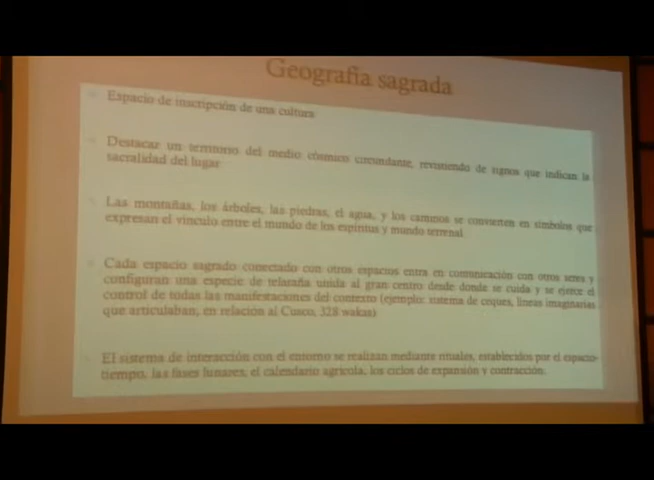 Geografía sagrada
Espacio de inscripción de una cultura
Destacar un territorio del medio cósmico circundante, revistiendo de signos que indican la
sacralidad del lugar
Las montañas, los árboles, las piedras, el agua, y los caminos se convierten en símbolos que
expresan el vínculo entre el mundo de los espíritus y mundo terrenal.
Cada espacio sagrado conectado con otros espacios entra en comunicación con otros seres y
configuran una especie de telaraña unida al gran centro desde donde se cuida y se ejerce el
control de todas las manifestaciones del contexto (ejemplo: sistema de ceques, líneas imaginarias
que articulaban, en relación al Cusco, 328 wakas)
El sistema de interacción con el entorno se realizan mediante rituales, establecidos por el espacio-
tiempo, las fases lunares, el calendario agrícola, los ciclos de expansión y contracción.